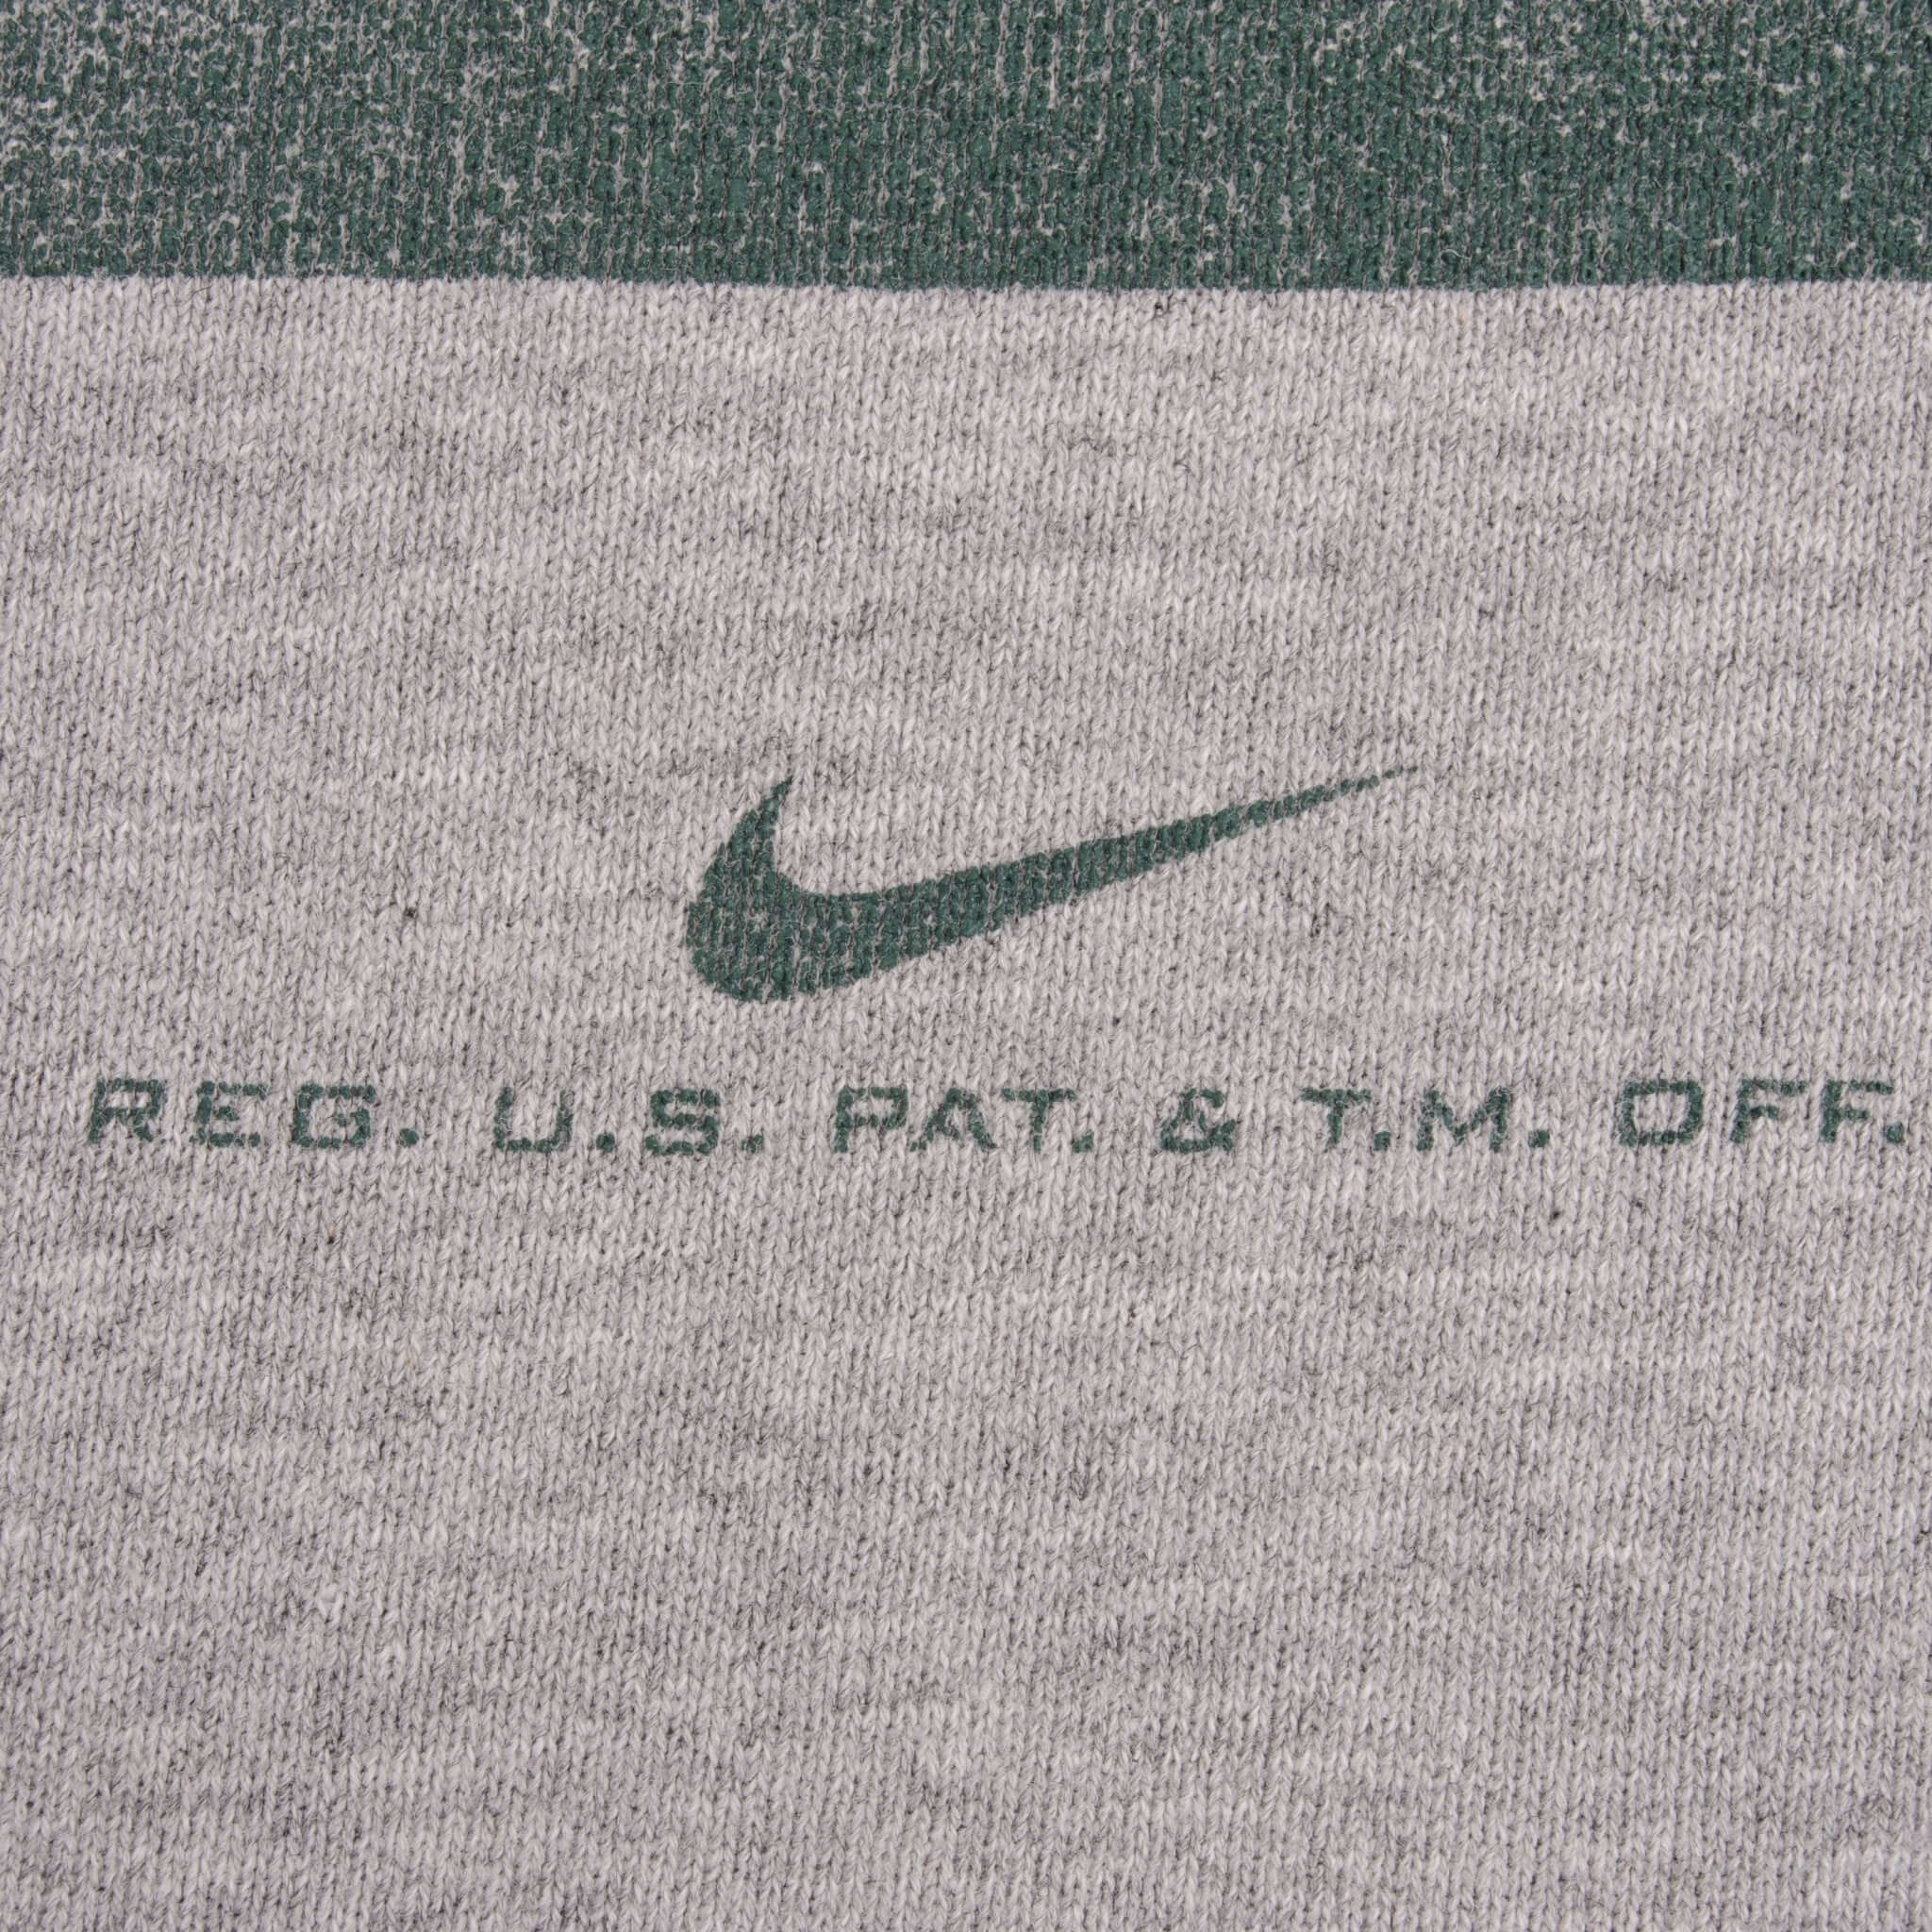 REG. U.S. PAT. & T.M. OFF.